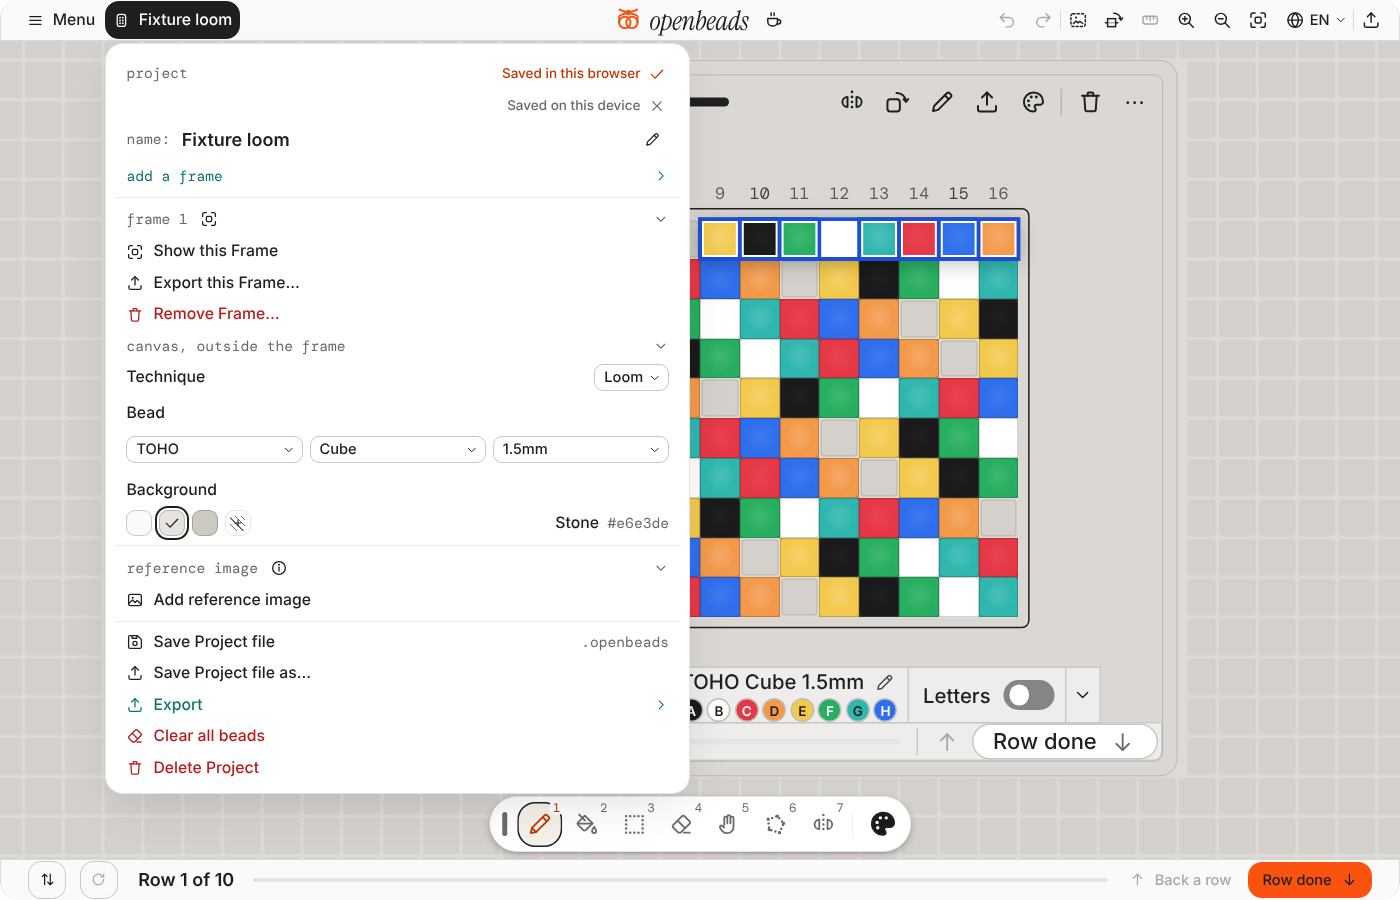 Menu
Fixture loom
openbeads
EN
project
Saved in this browser
Saved on this device
name: Fixture loom
add a frame
frame 1
Show this Frame
Export this Frame...
Remove Frame...
canvas, outside the frame
Technique
Loom
Bead
TOHO
Cube
1.5mm
Background
Stone #e6e3de
reference image
Add reference image
Save Project file
.openbeads
Save Project file as...
Export
Clear all beads
Delete Project
9 10 11 12 13 14 15 16
TOHO Cube 1.5mm
A B C D E F G H
Letters
Row done
1 2 3 4 5 6 7
Row 1 of 10
Back a row
Row done